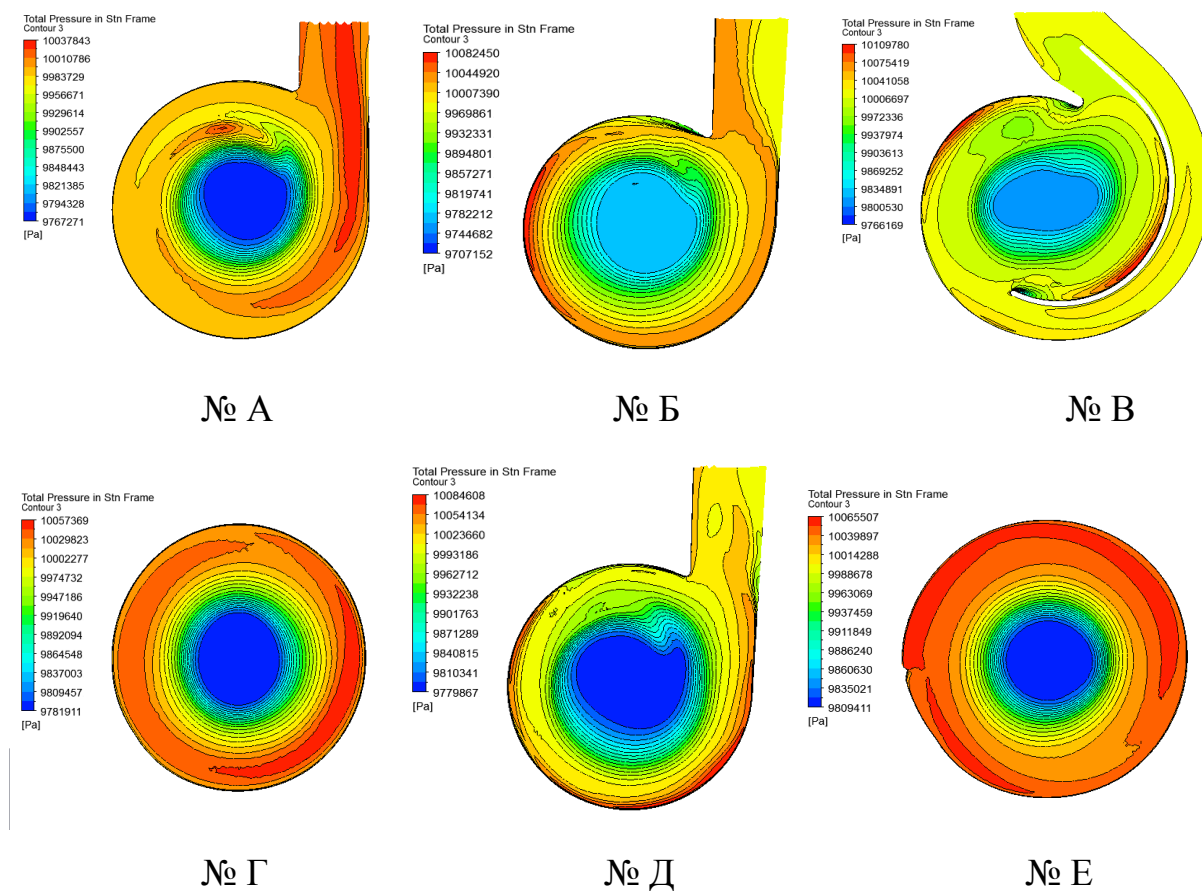 Total Pressure in Stn Frame
Contour 3
10037843
10010786
9983729
9956671
9929614
9902557
9875500
9848443
9821385
9794328
9767271
[Pa]
№ А
Total Pressure in Stn Frame
Contour 3
10082450
10044920
10007390
9969861
9932331
9894801
9857271
9819741
9782212
9744682
9707152
[Pa]
№ Б
Total Pressure in Stn Frame
Contour 3
10109780
10075419
10041058
10006697
9972336
9937974
9903613
9869252
9834891
9800530
9766169
[Pa]
№ В
Total Pressure in Stn Frame
Contour 3
10057369
10029823
10002277
9974732
9947186
9919640
9892094
9864548
9837003
9809457
9781911
[Pa]
№ Г
Total Pressure in Stn Frame
Contour 3
10084608
10054134
10023660
9993186
9962712
9932238
9901763
9871289
9840815
9810341
9779867
[Pa]
№ Д
Total Pressure in Stn Frame
Contour 3
10065507
10039897
10014288
9988678
9963069
9937459
9911849
9886240
9860630
9835021
9809411
[Pa]
№ Е